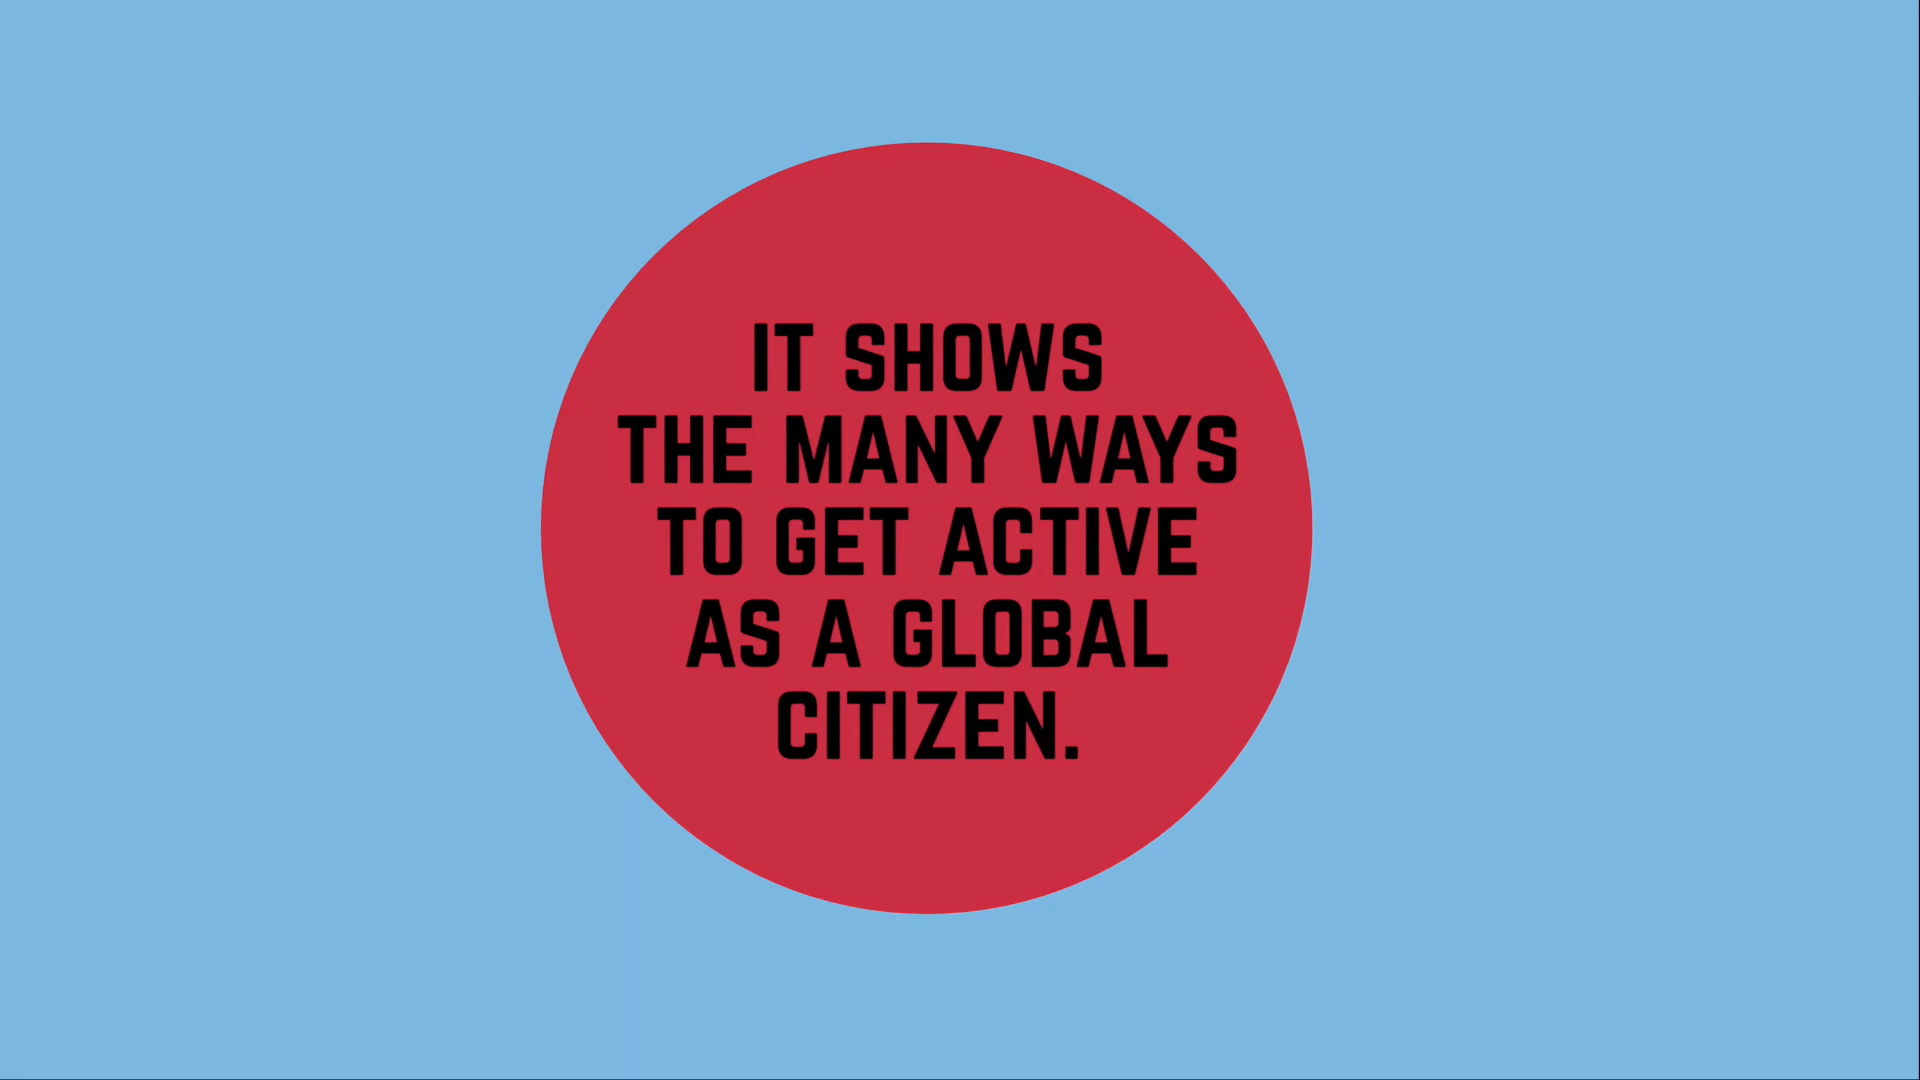 IT SHOWS
THE MANY WAYS
TO GET ACTIVE
AS A GLOBAL
CITIZEN.